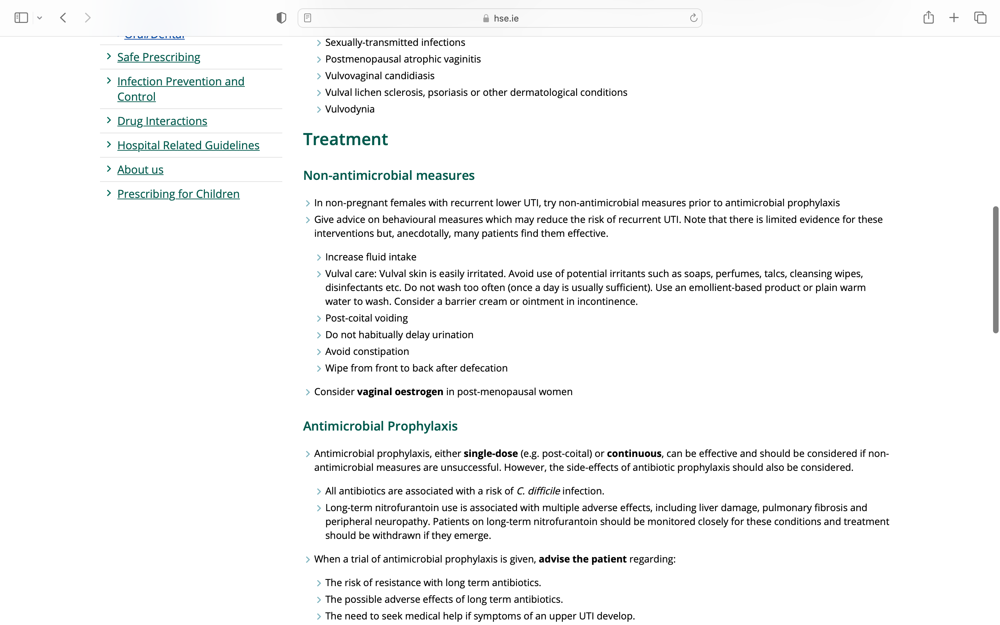 hse.ie
Oral/Dental
Safe Prescribing
Infection Prevention and
Control
Drug Interactions
Hospital Related Guidelines
About us
Prescribing for Children
Sexually-transmitted infections
Postmenopausal atrophic vaginitis
Vulvovaginal candidiasis
Vulval lichen sclerosis, psoriasis or other dermatological conditions
Vulvodynia
Treatment
Non-antimicrobial measures
In non-pregnant females with recurrent lower UTI, try non-antimicrobial measures prior to antimicrobial prophylaxis
Give advice on behavioural measures which may reduce the risk of recurrent UTI. Note that there is limited evidence for these
interventions but, anecdotally, many patients find them effective.
Increase fluid intake
Vulval care: Vulval skin is easily irritated. Avoid use of potential irritants such as soaps, perfumes, talcs, cleansing wipes,
disinfectants etc. Do not wash too often (once a day is usually sufficient). Use an emollient-based product or plain warm
water to wash. Consider a barrier cream or ointment in incontinence.
Post-coital voiding
Do not habitually delay urination
Avoid constipation
Wipe from front to back after defecation
Consider vaginal oestrogen in post-menopausal women
Antimicrobial Prophylaxis
Antimicrobial prophylaxis, either single-dose (e.g. post-coital) or continuous, can be effective and should be considered if non-
antimicrobial measures are unsuccessful. However, the side-effects of antibiotic prophylaxis should also be considered.
All antibiotics are associated with a risk of C. difficile infection.
Long-term nitrofurantoin use is associated with multiple adverse effects, including liver damage, pulmonary fibrosis and
peripheral neuropathy. Patients on long-term nitrofurantoin should be monitored closely for these conditions and treatment
should be withdrawn if they emerge.
When a trial of antimicrobial prophylaxis is given, advise the patient regarding:
The risk of resistance with long term antibiotics.
The possible adverse effects of long term antibiotics.
The need to seek medical help if symptoms of an upper UTI develop.